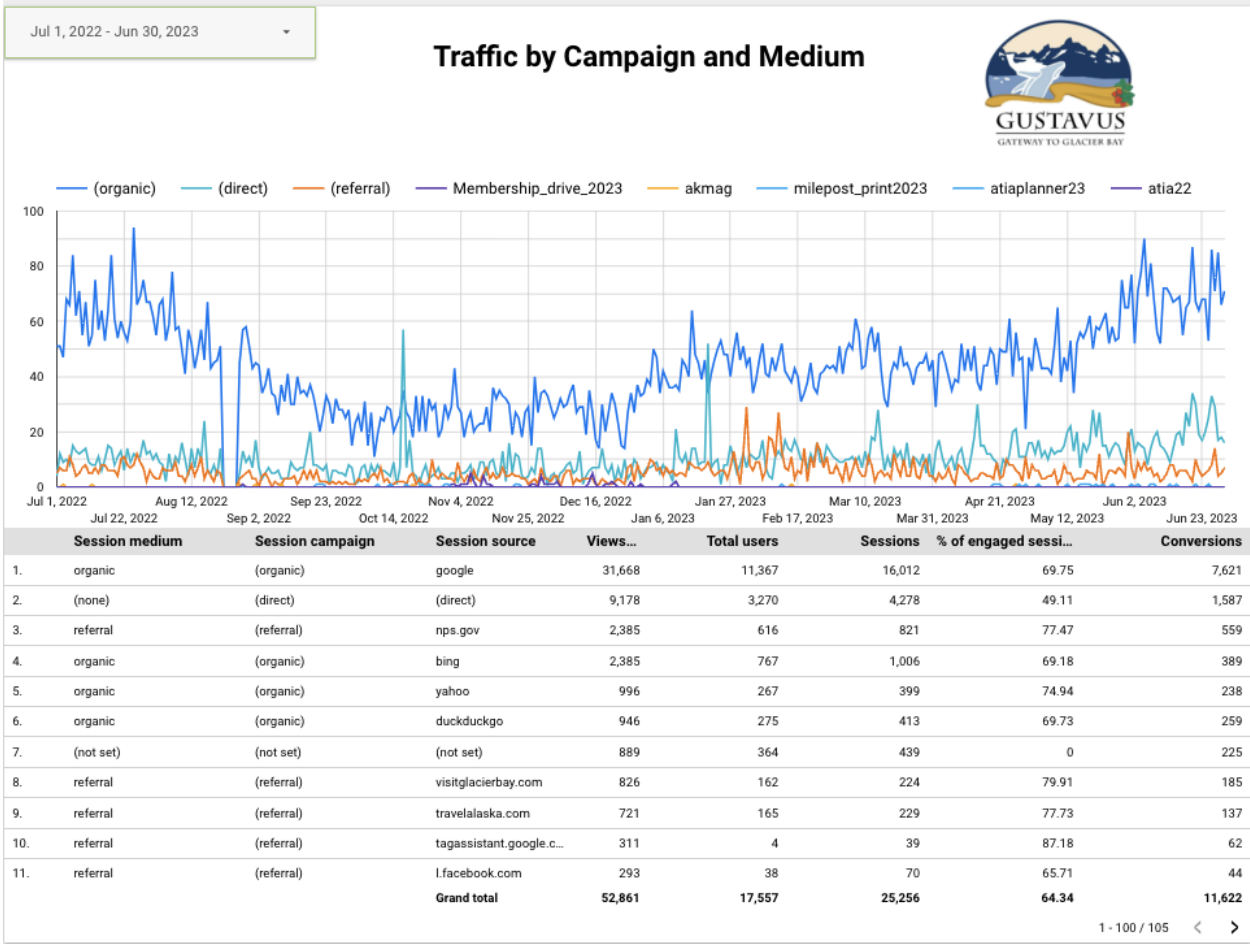 Jul 1, 2022 - Jun 30, 2023
Traffic by Campaign and Medium
GUSTAVUS
GATEWAY TO GLACIER BAY
(organic) (direct) (referral) Membership_drive_2023 akmag milepost_print2023 atiaplanner23 atia22
100
80
60
40
20
0
Jul 1, 2022 Aug 12, 2022 Sep 23, 2022 Nov 4, 2022 Dec 16, 2022 Jan 27, 2023 Mar 10, 2023 Apr 21, 2023 Jun 2, 2023
Jul 22, 2022 Sep 2, 2022 Oct 14, 2022 Nov 25, 2022 Jan 6, 2023 Feb 17, 2023 Mar 31, 2023 May 12, 2023 Jun 23, 2023
Session medium Session campaign Session source Views... Total users Sessions % of engaged sessi... Conversions
1. organic (organic) google 31,668 11,367 16,012 69.75 7,621
2. (none) (direct) (direct) 9,178 3,270 4,278 49.11 1,587
3. referral (referral) nps.gov 2,385 616 821 77.47 559
4. organic (organic) bing 2,385 767 1,006 69.18 389
5. organic (organic) yahoo 996 267 399 74.94 238
6. organic (organic) duckduckgo 946 275 413 69.73 259
7. (not set) (not set) (not set) 889 364 439 0 225
8. referral (referral) visitglacierbay.com 826 162 224 79.91 185
9. referral (referral) travelalaska.com 721 165 229 77.73 137
10. referral (referral) tagassistant.google.c... 311 4 39 87.18 62
11. referral (referral) l.facebook.com 293 38 70 65.71 44
Grand total 52,861 17,557 25,256 64.34 11,622
1 - 100 / 105